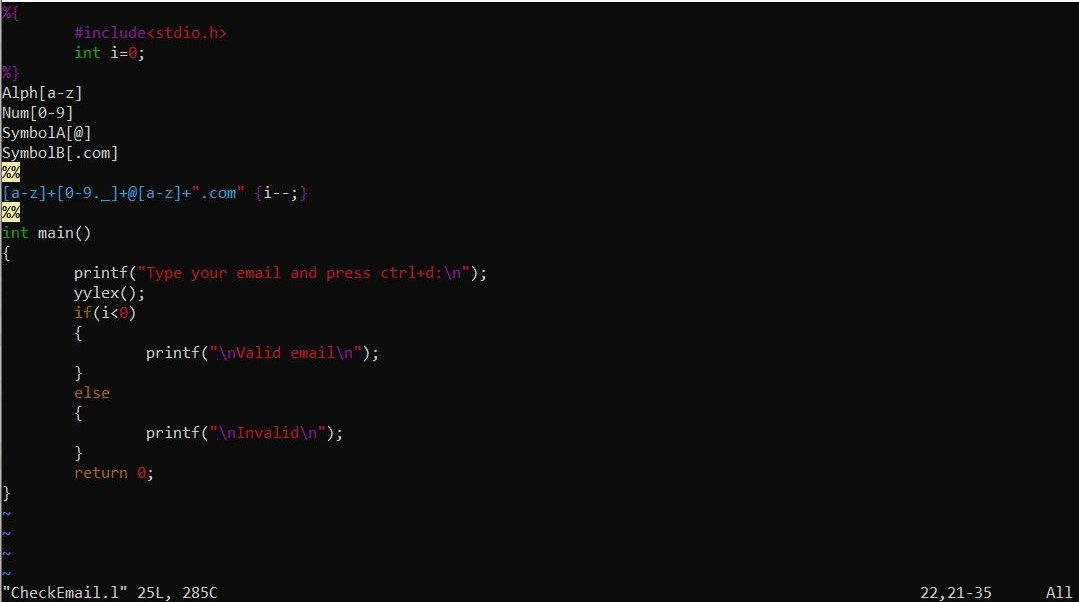 %{
        #include<stdio.h>
        int i=0;
%}
Alph[a-z]
Num[0-9]
SymbolA[@]
SymbolB[.com]
%%
[a-z]+[0-9._]+@[a-z]+".com" {i--;}
%%
int main()
{
        printf("Type your email and press ctrl+d:\n");
        yylex();
        if(i<0)
        {
                printf("\nValid email\n");
        }
        else
        {
                printf("\nInvalid\n");
        }
        return 0;
}
~
~
~
~
"CheckEmail.l" 25L, 285C 22,21-35 All